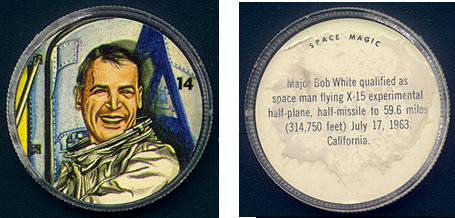 14
SPACE MAGIC
Major Bob White qualified as
space man flying X-15 experimental
half-plane, half-missile to 59.6 miles
(314,750 feet) July 17, 1963.
California.